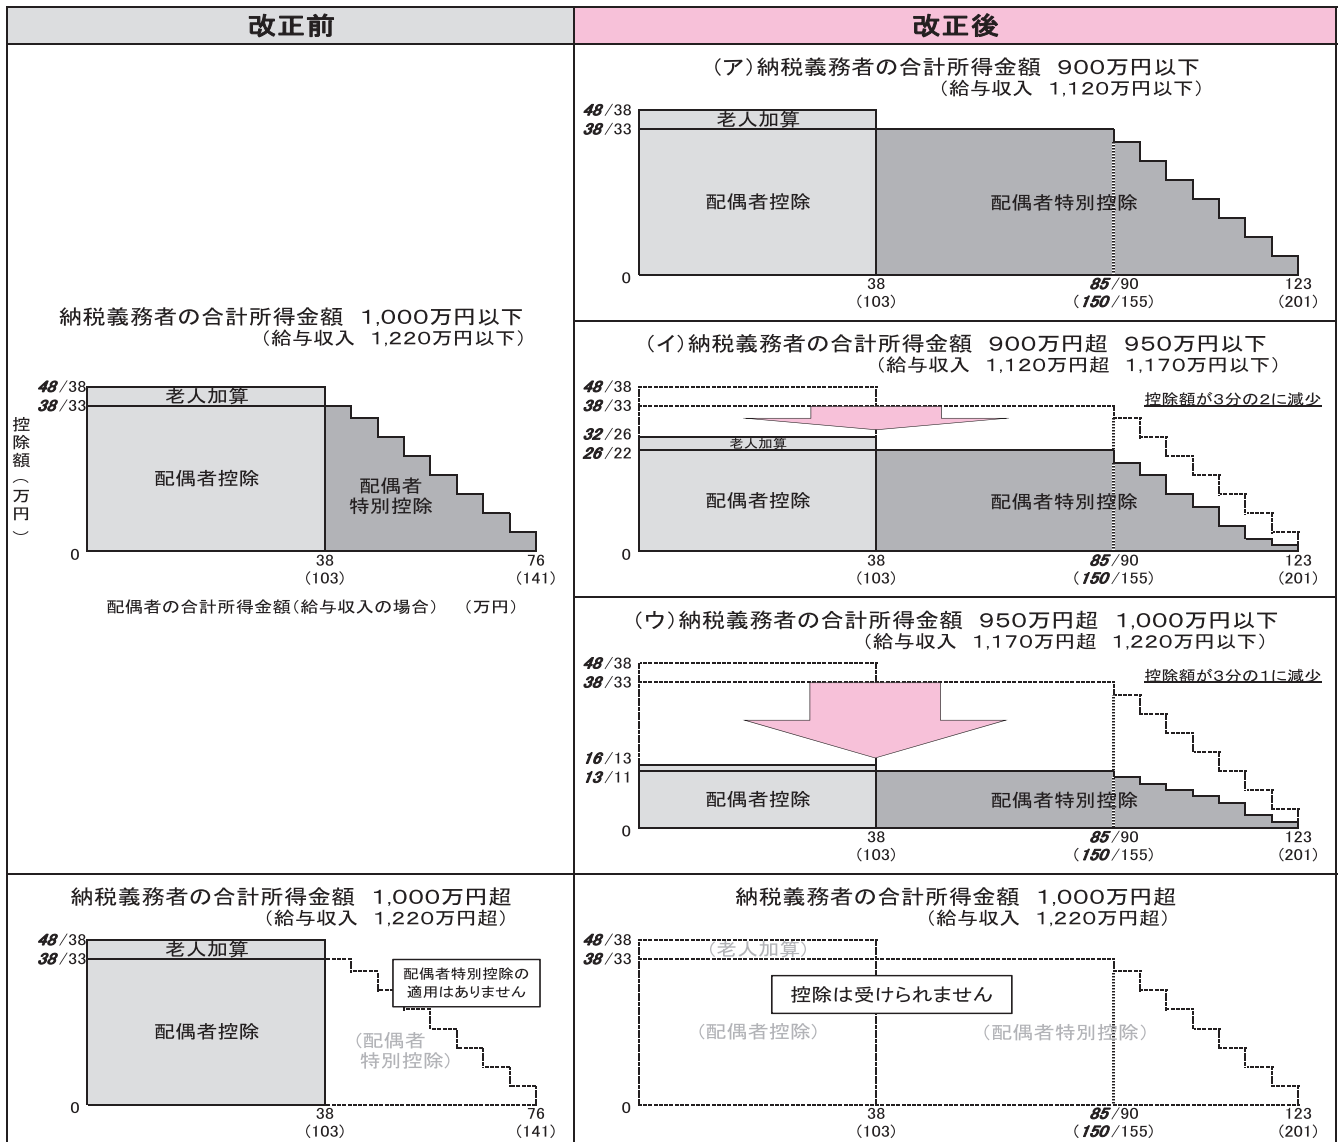 改正前
納税義務者の合計所得金額 1,000万円以下
（給与収入 1,220万円以下）
48/38
38/33
老人加算
控除額（万円）
配偶者控除
配偶者
特別控除
0
38
(103)
76
(141)
配偶者の合計所得金額（給与収入の場合） （万円）
納税義務者の合計所得金額 1,000万円超
（給与収入 1,220万円超）
48/38
38/33
老人加算
配偶者特別控除の
適用はありません
配偶者控除
（配偶者
特別控除）
0
38
(103)
76
(141)
改正後
（ア）納税義務者の合計所得金額 900万円以下
（給与収入 1,120万円以下）
48/38
38/33
老人加算
配偶者控除
配偶者特別控除
0
38
(103)
85/90
(150/155)
123
(201)
（イ）納税義務者の合計所得金額 900万円超 950万円以下
（給与収入 1,120万円超 1,170万円以下）
48/38
38/33
控除額が3分の2に減少
32/26
26/22
老人加算
配偶者控除
配偶者特別控除
0
38
(103)
85/90
(150/155)
123
(201)
（ウ）納税義務者の合計所得金額 950万円超 1,000万円以下
（給与収入 1,170万円超 1,220万円以下）
48/38
38/33
控除額が3分の1に減少
16/13
13/11
配偶者控除
配偶者特別控除
0
38
(103)
85/90
(150/155)
123
(201)
納税義務者の合計所得金額 1,000万円超
（給与収入 1,220万円超）
48/38
38/33
（老人加算）
控除は受けられません
（配偶者控除）
（配偶者特別控除）
0
38
(103)
85/90
(150/155)
123
(201)